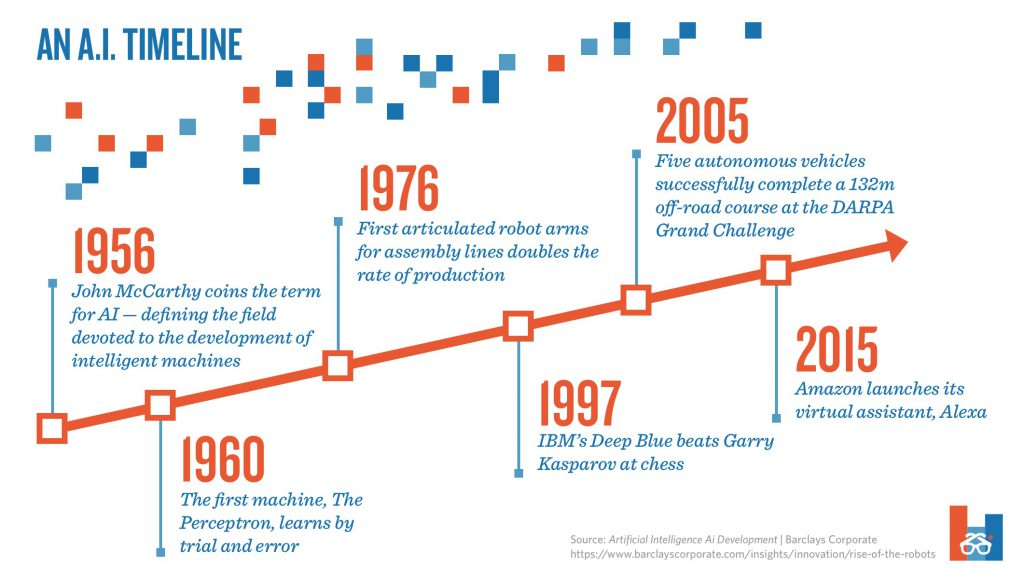 AN A.I. TIMELINE
1956
John McCarthy coins the term
for AI — defining the field
devoted to the development of
intelligent machines
1960
The first machine, The
Perceptron, learns by
trial and error
1976
First articulated robot arms
for assembly lines doubles the
rate of production
1997
IBM's Deep Blue beats Garry
Kasparov at chess
2005
Five autonomous vehicles
successfully complete a 132m
off-road course at the DARPA
Grand Challenge
2015
Amazon launches its
virtual assistant, Alexa
Source: Artificial Intelligence Ai Development | Barclays Corporate
https://www.barclayscorporate.com/insights/innovation/rise-of-the-robots